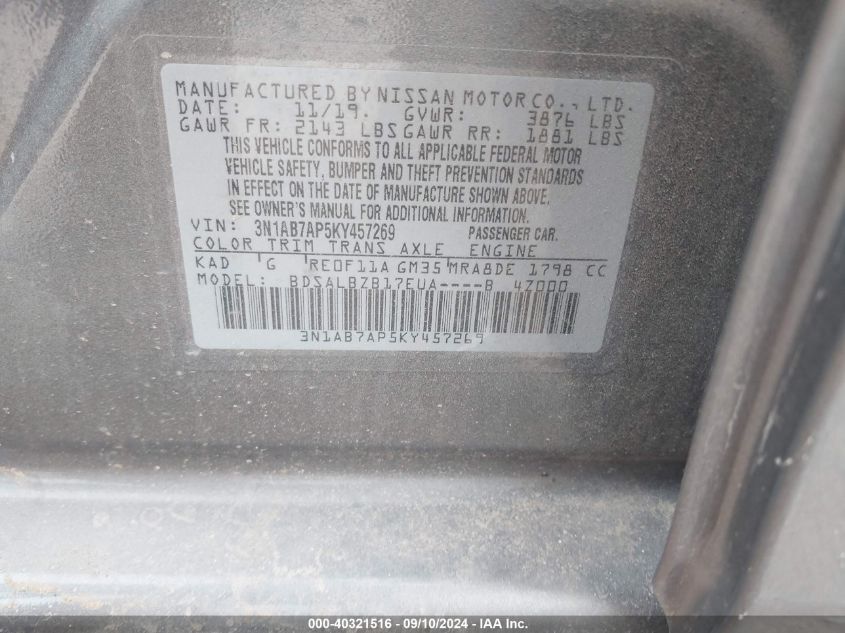 MANUFACTURED BY NISSAN MOTOR CO., LTD.
DATE: 11/19. GVWR: 3876 LBS
GAWR FR: 2143 LBS GAWR RR: 1881 LBS
THIS VEHICLE CONFORMS TO ALL APPLICABLE FEDERAL MOTOR
VEHICLE SAFETY, BUMPER AND THEFT PREVENTION STANDARDS
IN EFFECT ON THE DATE OF MANUFACTURE SHOWN ABOVE.
SEE OWNER'S MANUAL FOR ADDITIONAL INFORMATION.
VIN: 3N1AB7AP5KY457269 PASSENGER CAR.
COLOR TRIM TRANS AXLE ENGINE
KAD G RE0F11A GM35 MRA8DE 1798 CC
MODEL: BDSALBZB17EUA----B 4Z000
3N1AB7AP5KY457269
000-40321516 - 09/10/2024 - IAA Inc.